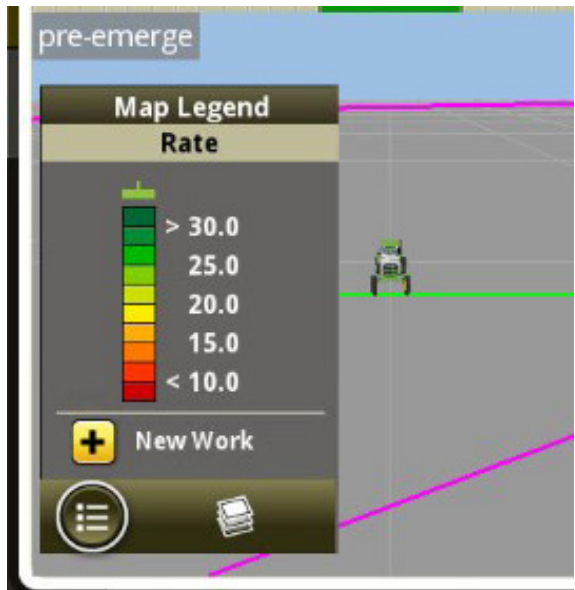 pre-emerge
Map Legend
Rate
> 30.0
25.0
20.0
15.0
< 10.0
New Work